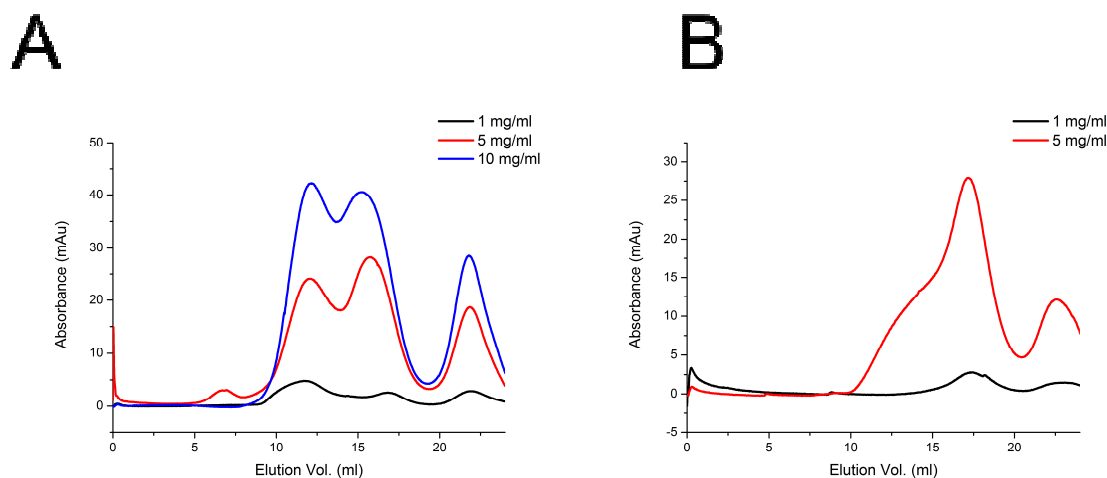 A
1 mg/ml
5 mg/ml
10 mg/ml
50
40
30
20
10
0
Absorbance (mAu)
0 5 10 15 20
Elution Vol. (ml)
B
1 mg/ml
5 mg/ml
30
25
20
15
10
5
0
-5
Absorbance (mAu)
0 5 10 15 20
Elution Vol. (ml)